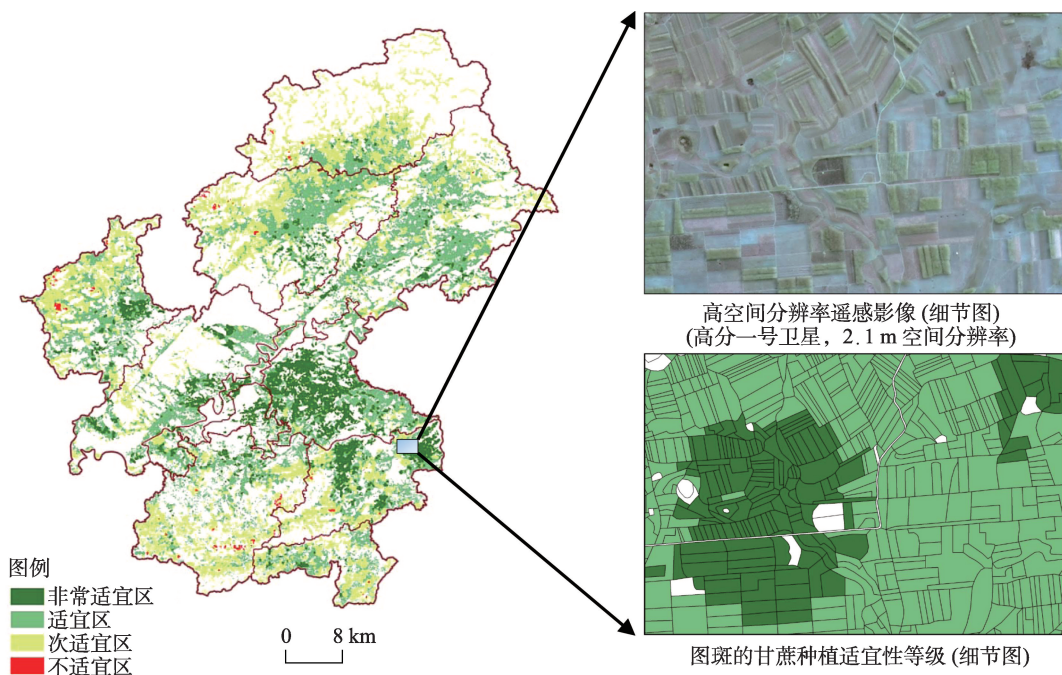 高空间分辨率遥感影像 (细节图)
(高分一号卫星, 2.1 m 空间分辨率)
图例
非常适宜区
适宜区
次适宜区
不适宜区
0 8 km
图斑的甘蔗种植适宜性等级 (细节图)